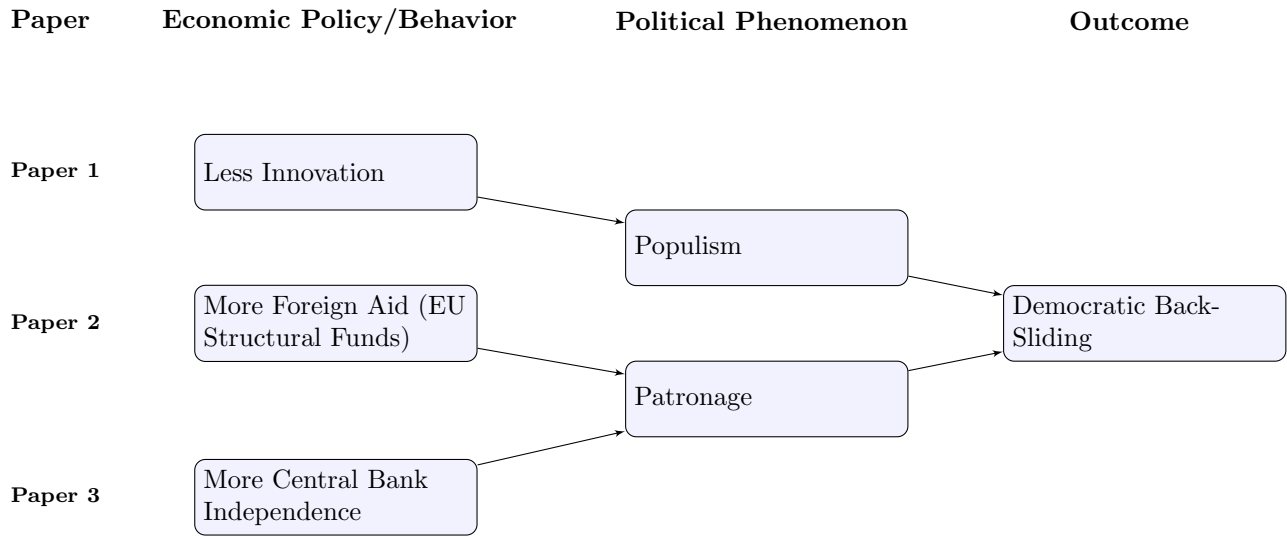 Paper Economic Policy/Behavior Political Phenomenon Outcome
Paper 1
Less Innovation
Populism
Paper 2
More Foreign Aid (EU
Structural Funds)
Democratic Back-
Sliding
Patronage
Paper 3
More Central Bank
Independence